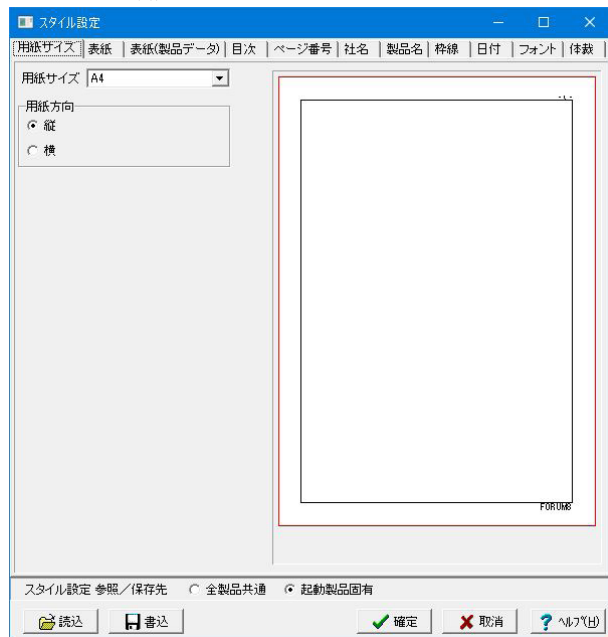 スタイル設定
用紙サイズ 表紙 表紙(製品データ) 目次 ページ番号 社名 製品名 枠線 日付 フォント 体裁
用紙サイズ A4
用紙方向
縦
横
FORUM8
スタイル設定 参照／保存先 全製品共通 起動製品固有
読込 書込 確定 取消 ヘルプ(H)